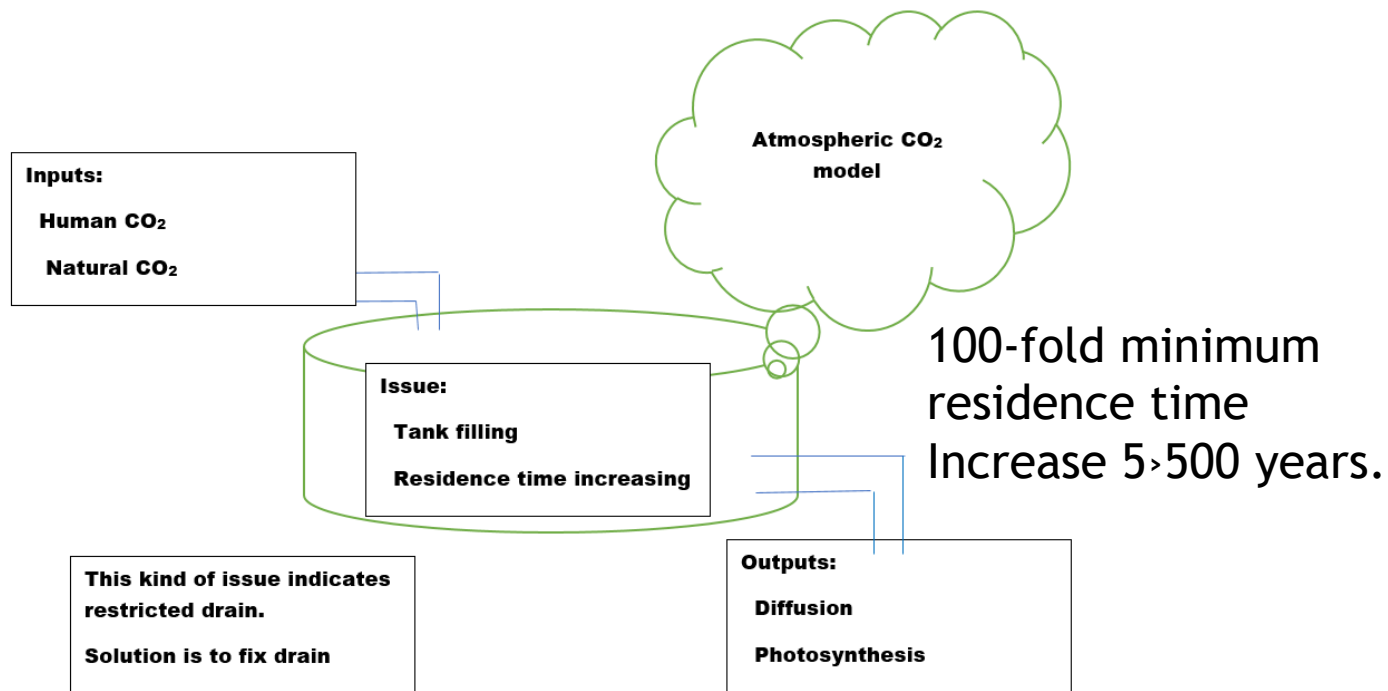 Atmospheric CO₂
model
Inputs:
Human CO₂
Natural CO₂
100-fold minimum
residence time
Increase 5›500 years.
Issue:
Tank filling
Residence time increasing
This kind of issue indicates
restricted drain.
Solution is to fix drain
Outputs:
Diffusion
Photosynthesis